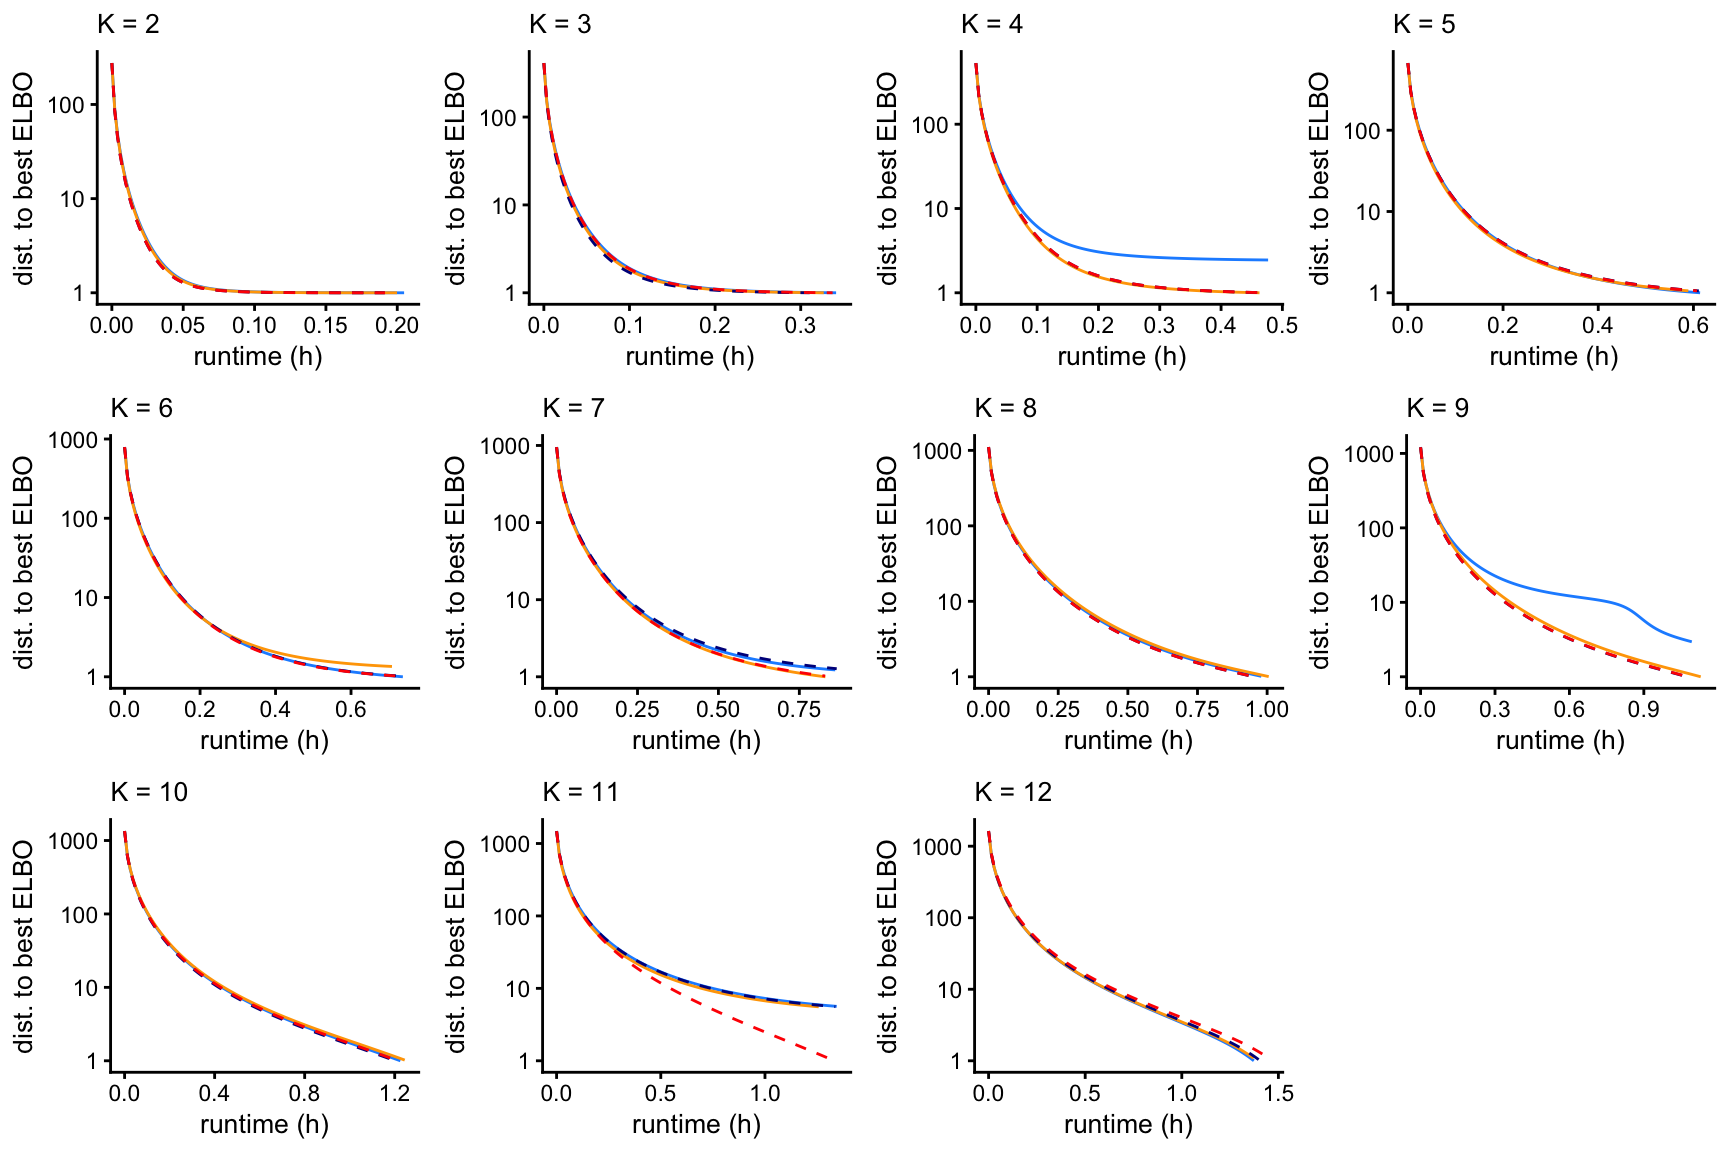 K = 2
dist. to best ELBO
100
10
1
0.00 0.05 0.10 0.15 0.20
runtime (h)
K = 3
dist. to best ELBO
100
10
1
0.0 0.1 0.2 0.3
runtime (h)
K = 4
dist. to best ELBO
100
10
1
0.0 0.1 0.2 0.3 0.4 0.5
runtime (h)
K = 5
dist. to best ELBO
100
10
1
0.0 0.2 0.4 0.6
runtime (h)
K = 6
dist. to best ELBO
1000
100
10
1
0.0 0.2 0.4 0.6
runtime (h)
K = 7
dist. to best ELBO
1000
100
10
1
0.00 0.25 0.50 0.75
runtime (h)
K = 8
dist. to best ELBO
1000
100
10
1
0.00 0.25 0.50 0.75 1.00
runtime (h)
K = 9
dist. to best ELBO
1000
100
10
1
0.0 0.3 0.6 0.9
runtime (h)
K = 10
dist. to best ELBO
1000
100
10
1
0.0 0.4 0.8 1.2
runtime (h)
K = 11
dist. to best ELBO
1000
100
10
1
0.0 0.5 1.0
runtime (h)
K = 12
dist. to best ELBO
1000
100
10
1
0.0 0.5 1.0 1.5
runtime (h)